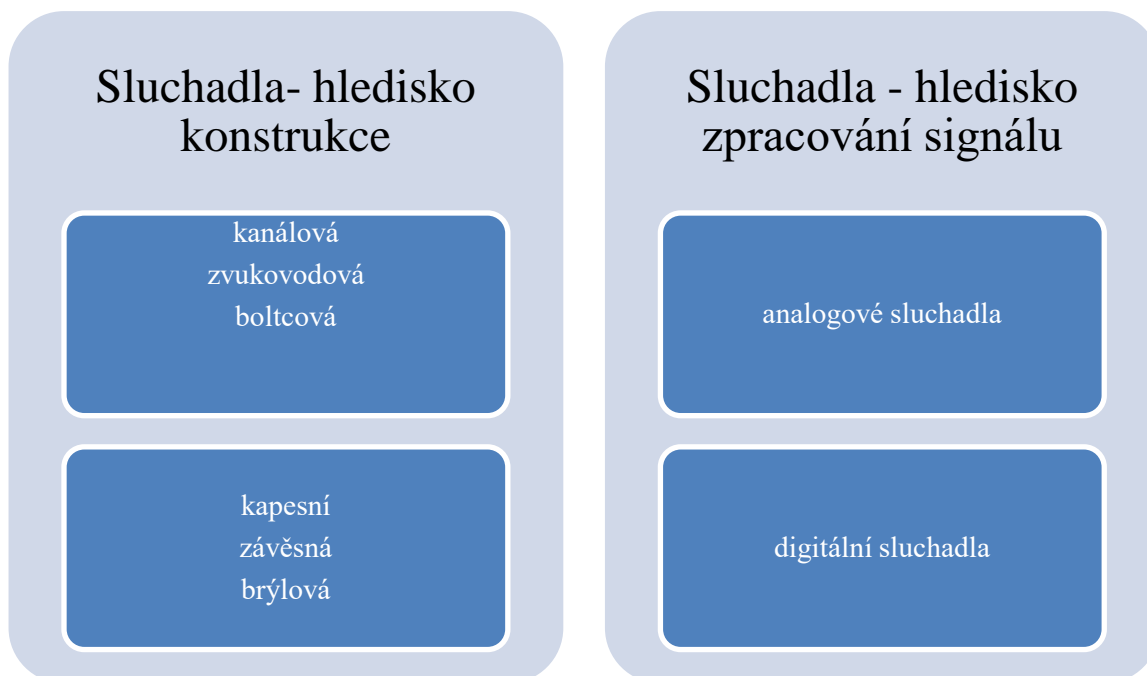 Sluchadla- hledisko
konstrukce
kanálová
zvukovodová
boltcová
kapesní
závěsná
brýlová
Sluchadla - hledisko
zpracování signálu
analogové sluchadla
digitální sluchadla